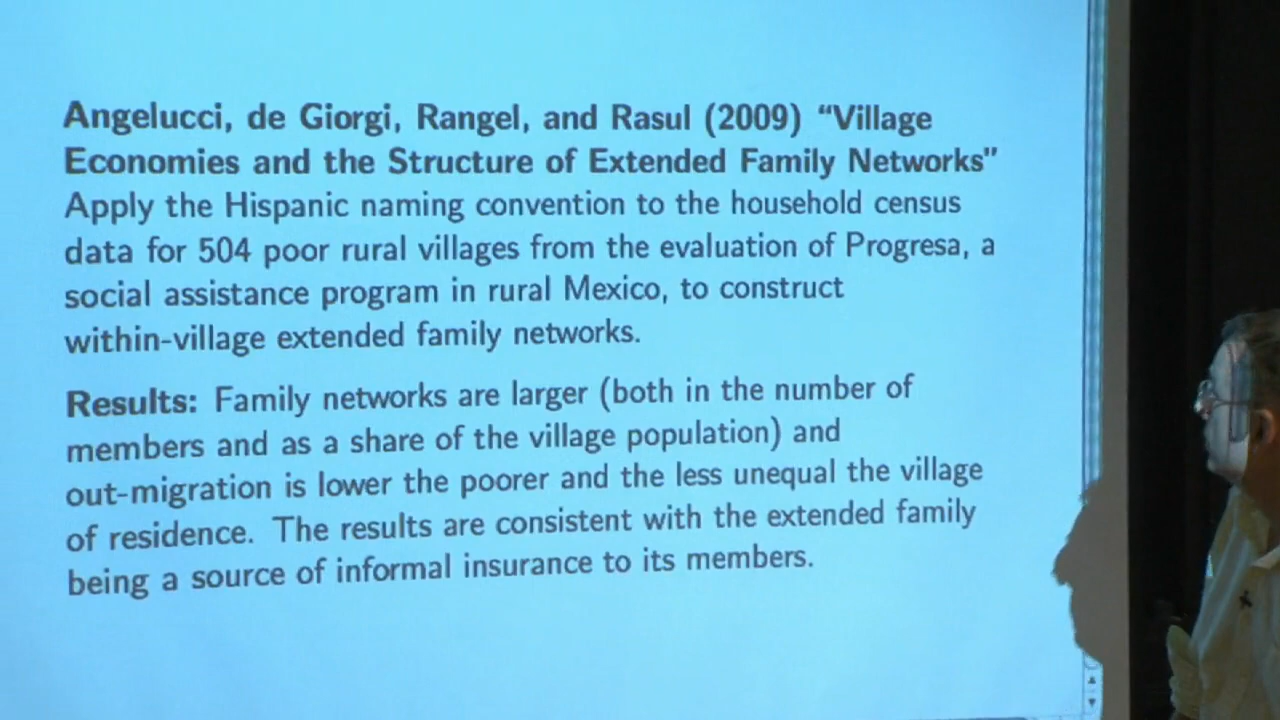 Angelucci, de Giorgi, Rangel, and Rasul (2009) “Village
Economies and the Structure of Extended Family Networks”
Apply the Hispanic naming convention to the household census
data for 504 poor rural villages from the evaluation of Progresa, a
social assistance program in rural Mexico, to construct
within-village extended family networks.
Results: Family networks are larger (both in the number of
members and as a share of the village population) and
out-migration is lower the poorer and the less unequal the village
of residence. The results are consistent with the extended family
being a source of informal insurance to its members.